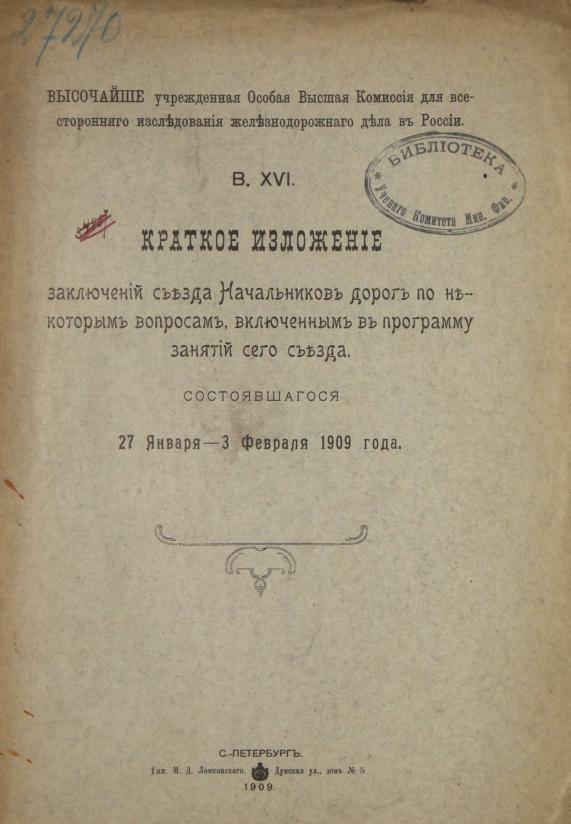 27270
ВЫСОЧАЙШЕ учрежденная Особая Высшая Комиссія для все-
сторонняго изслѣдованія желѣзнодорожнаго дѣла въ Россіи.
* БИБЛІОТЕКА *
Ученаго Комитета Мин. Фин.
В. XVI.
КРАТКОЕ ИЗЛОЖЕНІЕ
заключеній съѣзда Начальниковъ дорогъ по нѣ-
которымъ вопросамъ, включеннымъ въ программу
занятій сего съѣзда,
СОСТОЯВШАГОСЯ
27 Января—3 Февраля 1909 года.
С.-ПЕТЕРБУРГЪ.
Тип. М. Д. Ломковскаго. Думская ул., домъ № 5
1909.